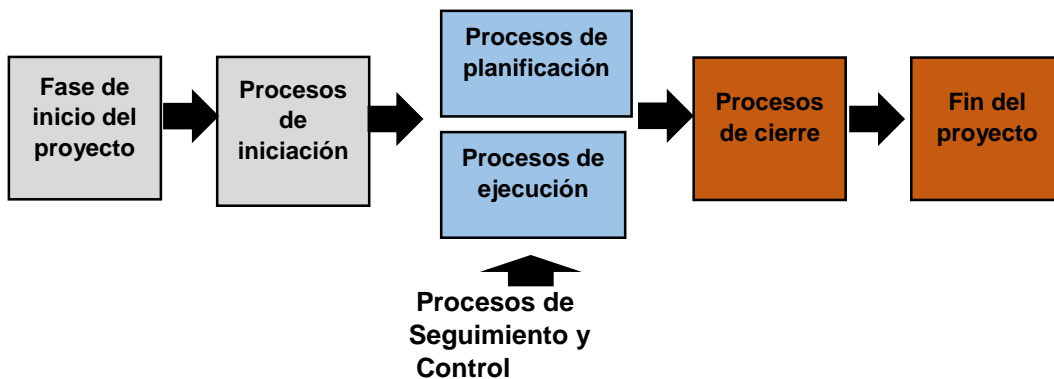 Fase de
inicio del
proyecto
Procesos
de
iniciación
Procesos de
planificación
Procesos de
ejecución
Procesos de
Seguimiento y
Control
Procesos
de cierre
Fin del
proyecto